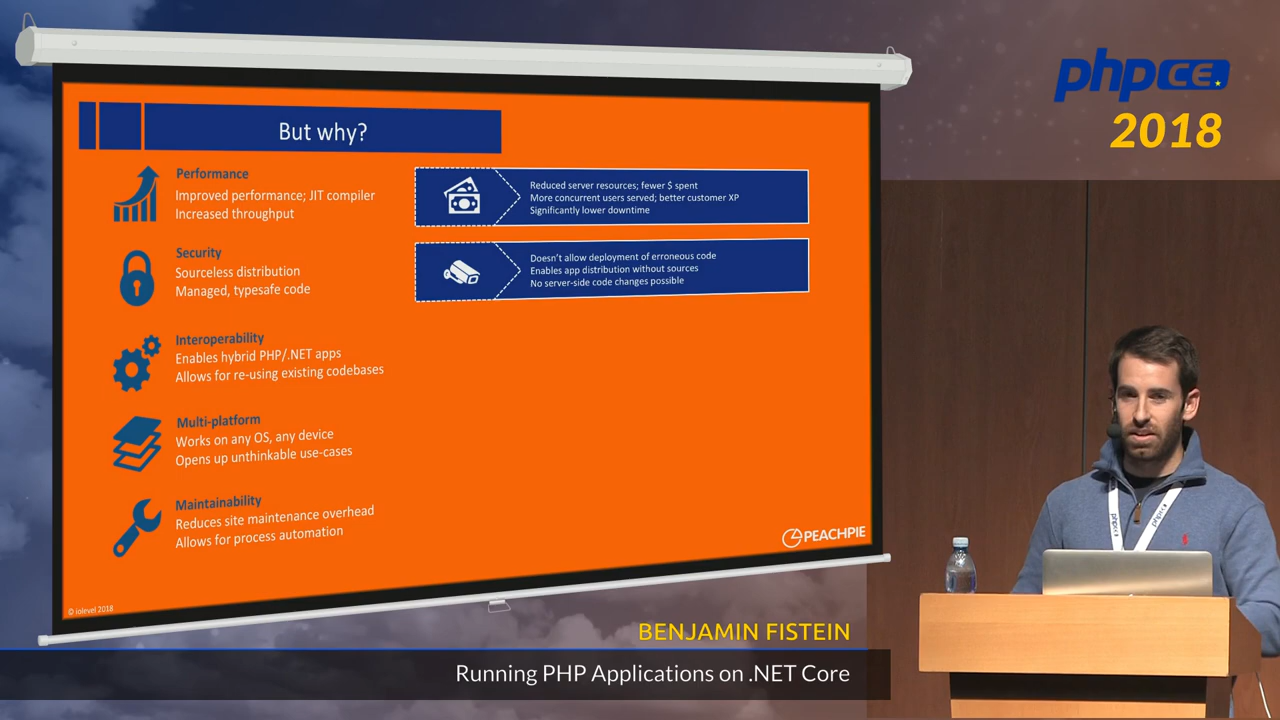 phpCE
2018
But why?
Performance
Improved performance; JIT compiler
Increased throughput
Reduced server resources; fewer $ spent
More concurrent users served; better customer XP
Significantly lower downtime
Security
Sourceless distribution
Managed, typesafe code
Doesn't allow deployment of erroneous code
Enables app distribution without sources
No server-side code changes possible
Interoperability
Enables hybrid PHP/.NET apps
Allows for re-using existing codebases
Multi-platform
Works on any OS, any device
Opens up unthinkable use-cases
Maintainability
Reduces site maintenance overhead
Allows for process automation
PEACHPIE
© iolevel 2018
phpce
phpce
BENJAMIN FISTEIN
Running PHP Applications on .NET Core